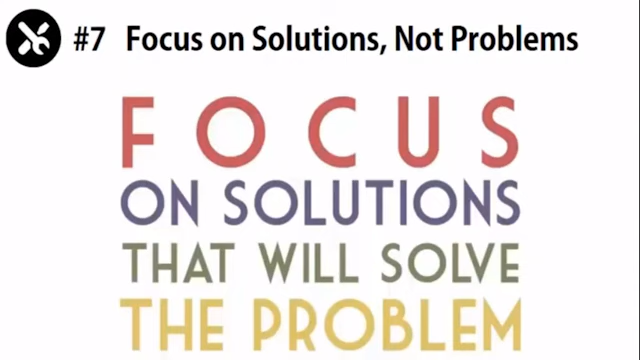 #7 Focus on Solutions, Not Problems
FOCUS
ON SOLUTIONS
THAT WILL SOLVE
THE PROBLEM